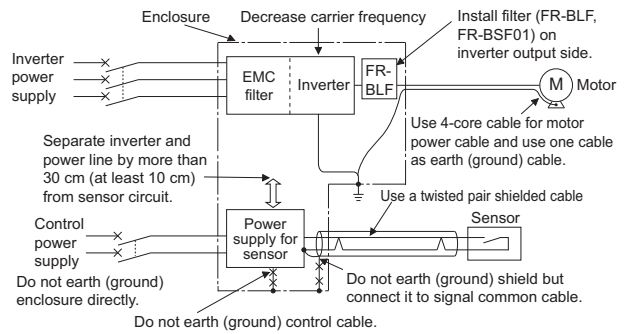 Enclosure
Decrease carrier frequency
Install filter (FR-BLF,
FR-BSF01) on
inverter output side.
Inverter
power
supply
EMC
filter
Inverter
FR-
BLF
M
Motor
Use 4-core cable for motor
power cable and use one cable
as earth (ground) cable.
Separate inverter and
power line by more than
30 cm (at least 10 cm)
from sensor circuit.
Use a twisted pair shielded cable
Control
power
supply
Power
supply for
sensor
Sensor
Do not earth (ground)
enclosure directly.
Do not earth (ground) shield but
connect it to signal common cable.
Do not earth (ground) control cable.